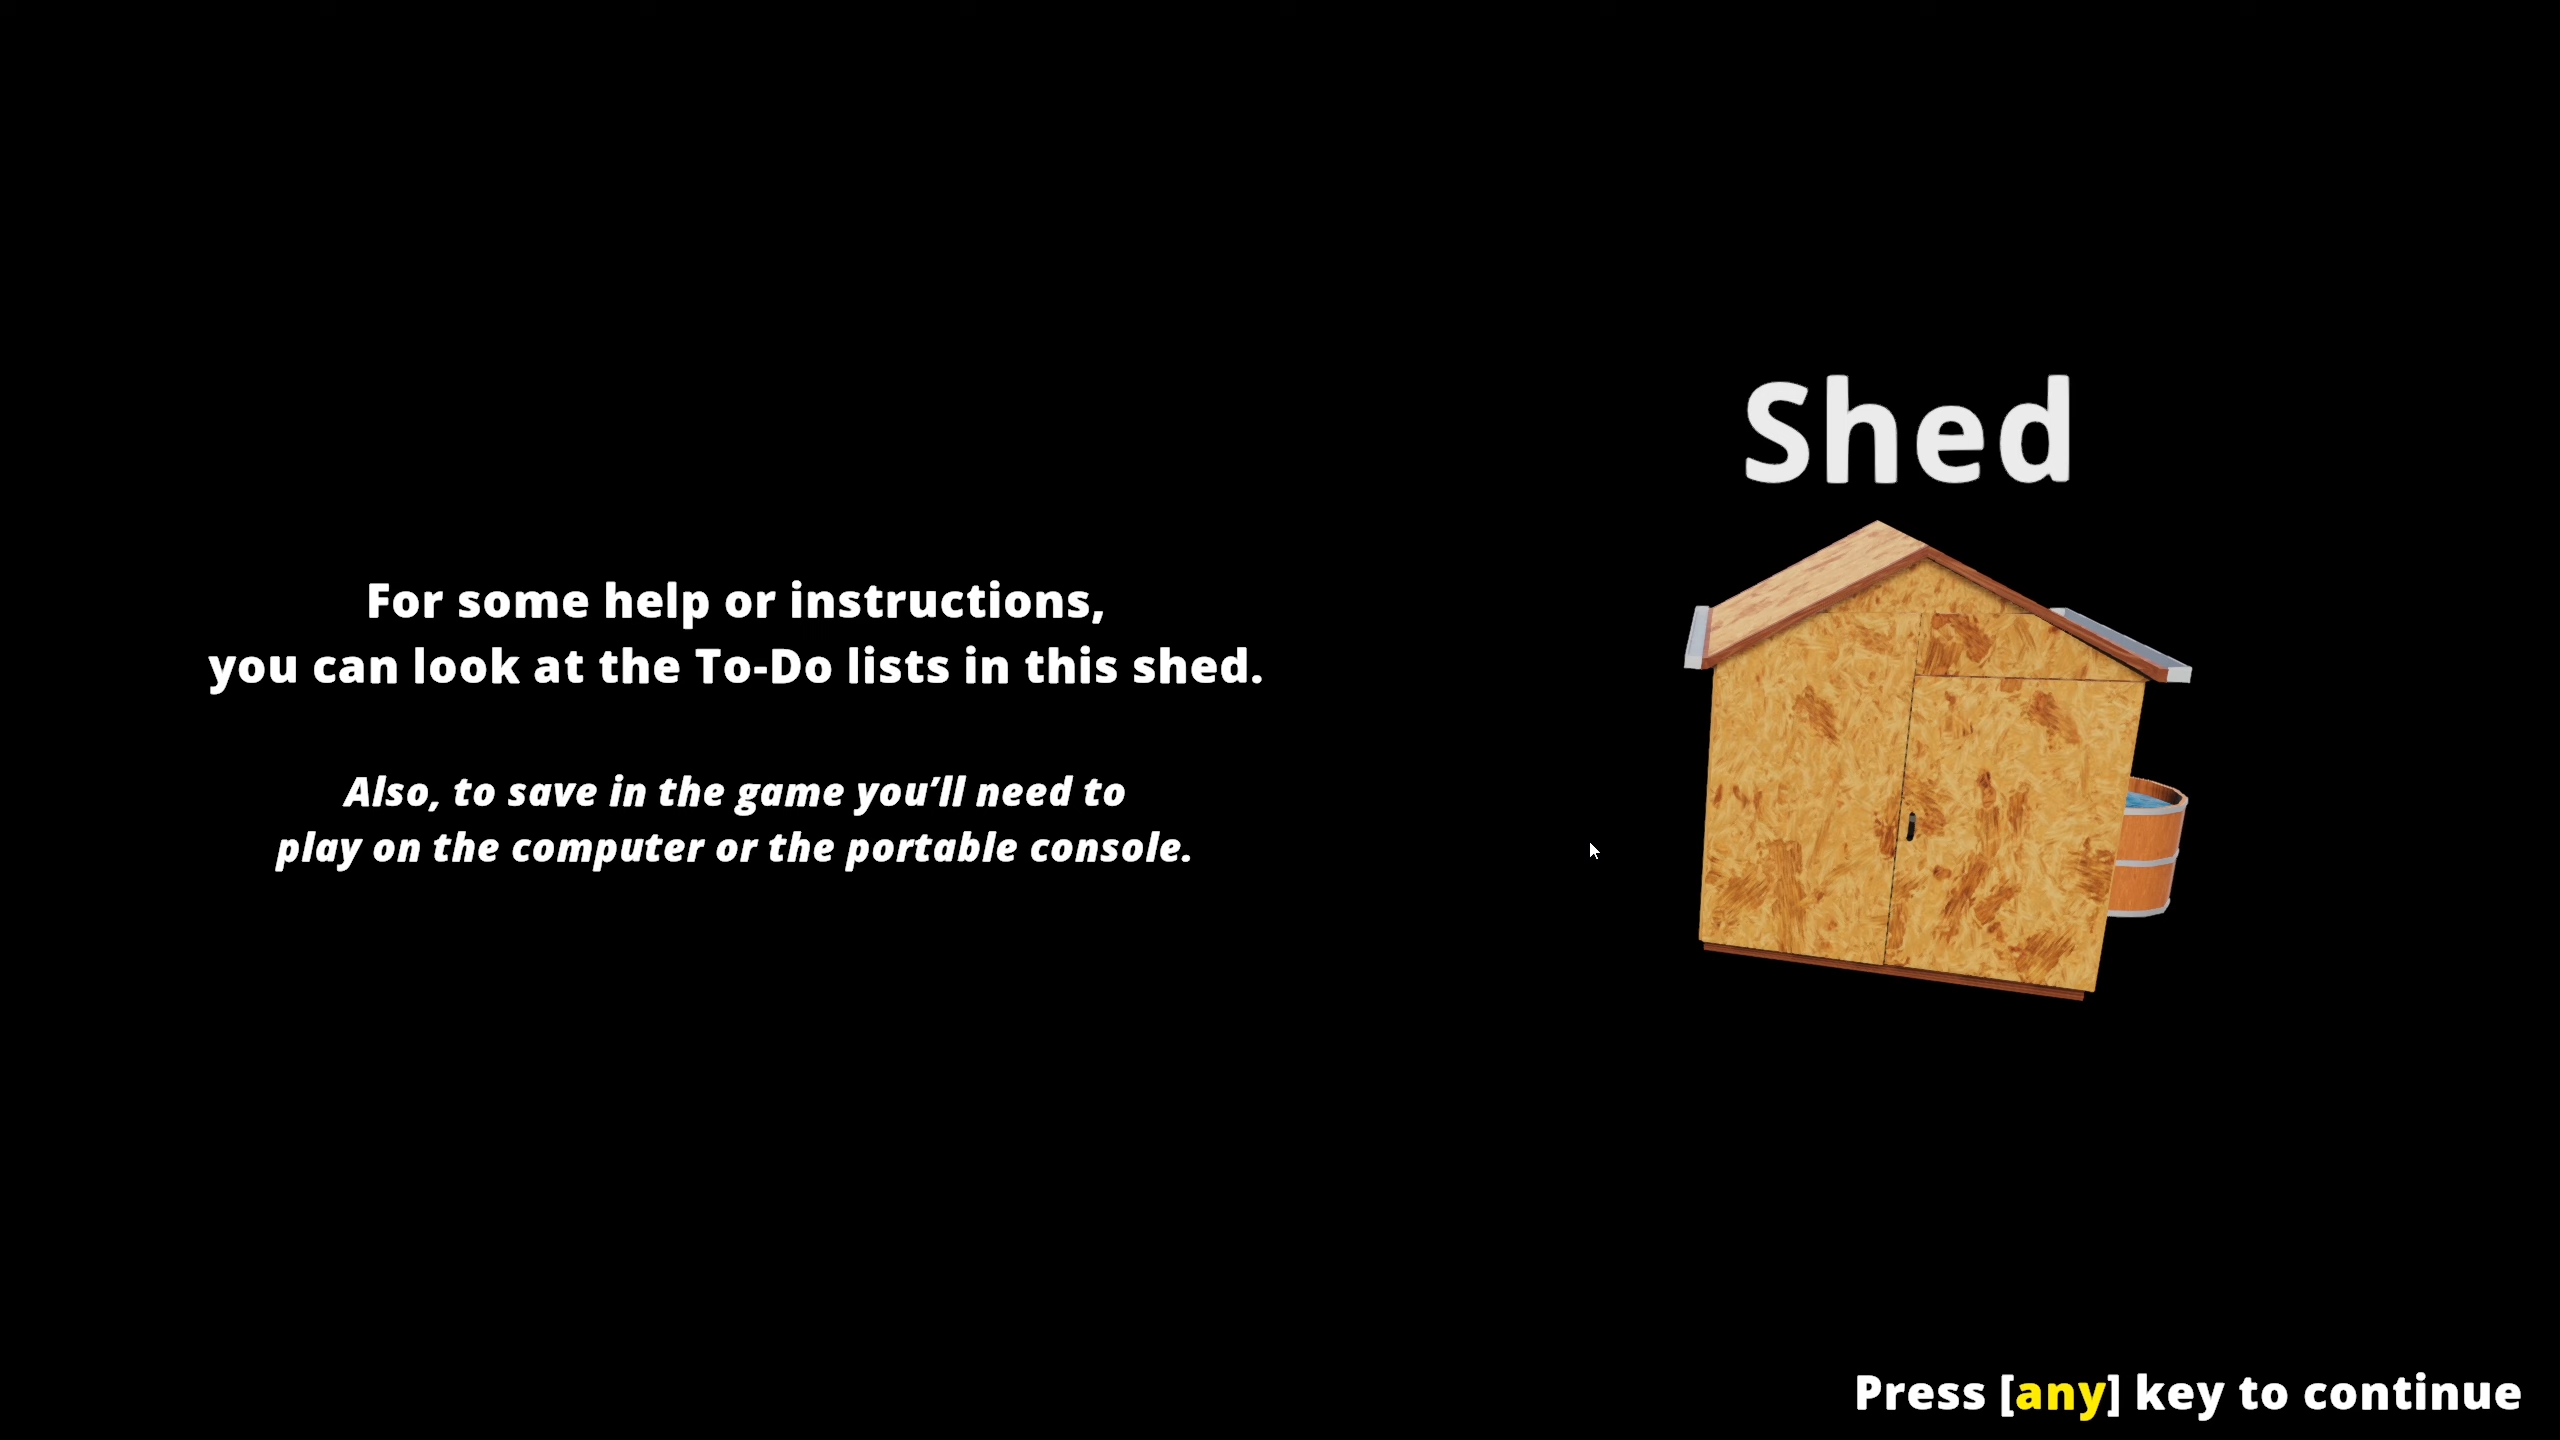 Shed
For some help or instructions,
you can look at the To-Do lists in this shed.
Also, to save in the game you’ll need to
play on the computer or the portable console.
Press [any] key to continue